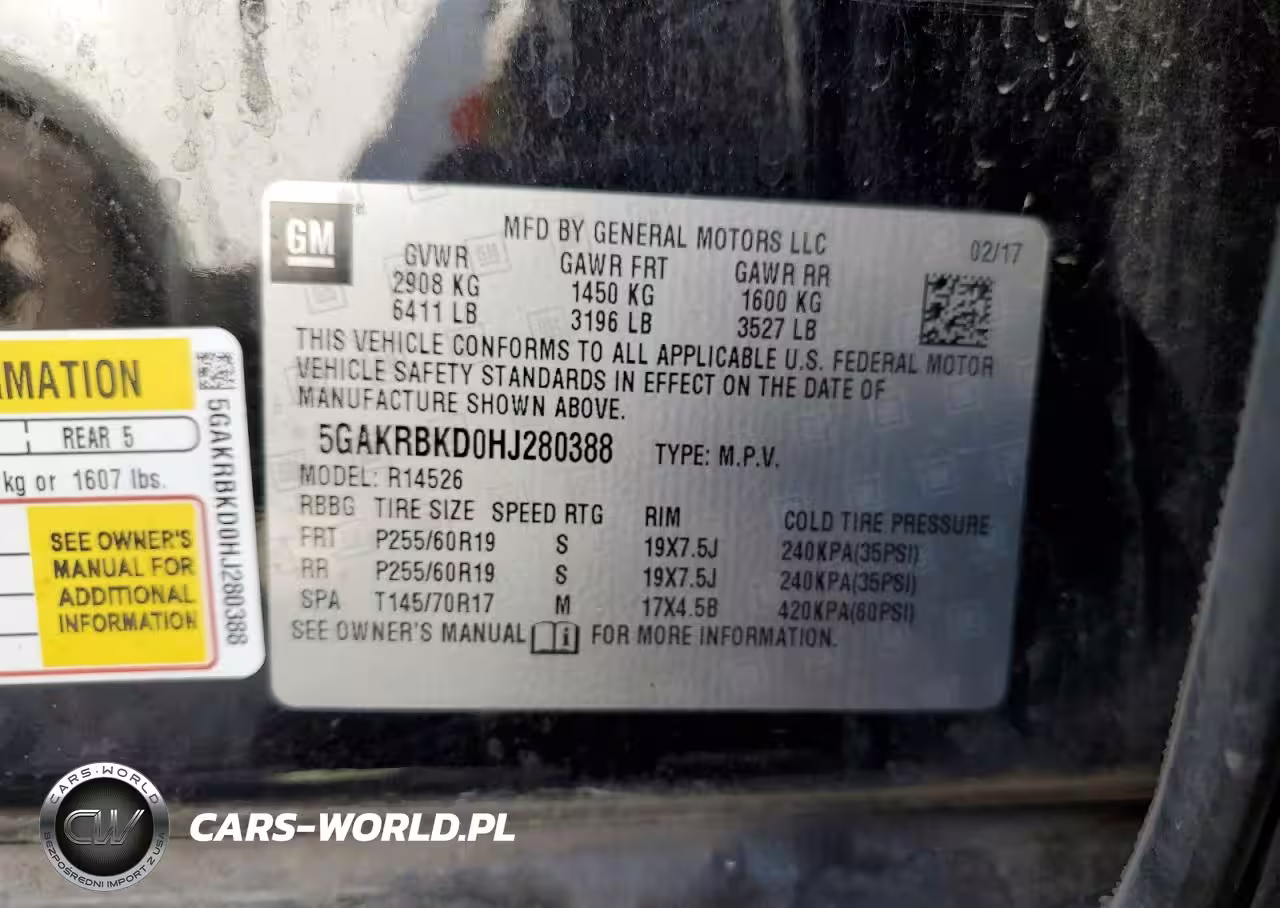 GM
MFD BY GENERAL MOTORS LLC
02/17
GVWR GAWR FRT GAWR RR
2908 KG 1450 KG 1600 KG
6411 LB 3196 LB 3527 LB
THIS VEHICLE CONFORMS TO ALL APPLICABLE U.S. FEDERAL MOTOR
VEHICLE SAFETY STANDARDS IN EFFECT ON THE DATE OF
MANUFACTURE SHOWN ABOVE.
5GAKRBKD0HJ280388 TYPE: M.P.V.
MODEL: R14526
RBBG TIRE SIZE SPEED RTG RIM COLD TIRE PRESSURE
FRT P255/60R19 S 19X7.5J 240KPA(35PSI)
RR P255/60R19 S 19X7.5J 240KPA(35PSI)
SPA T145/70R17 M 17X4.5B 420KPA(60PSI)
SEE OWNER'S MANUAL FOR MORE INFORMATION.
REAR 5
kg or 1607 lbs.
SEE OWNER'S
MANUAL FOR
ADDITIONAL
INFORMATION
5GAKRBKD0HJ280388
CARS-WORLD
CW
BEZPOŚREDNI IMPORT Z USA
CARS-WORLD.PL